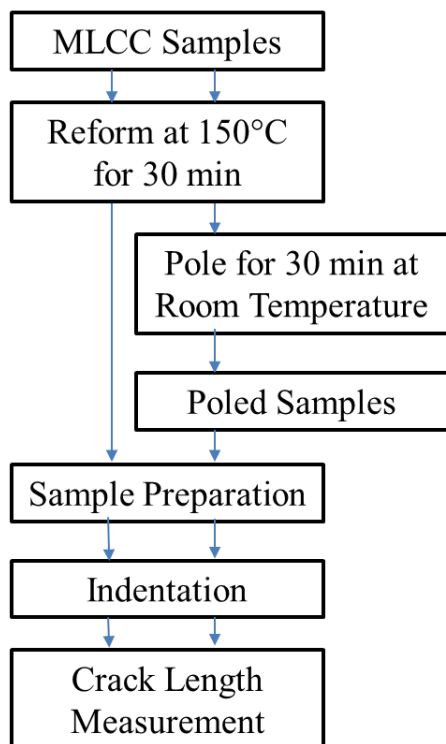 MLCC Samples
Reform at 150°C
for 30 min
Pole for 30 min at
Room Temperature
Poled Samples
Sample Preparation
Indentation
Crack Length
Measurement